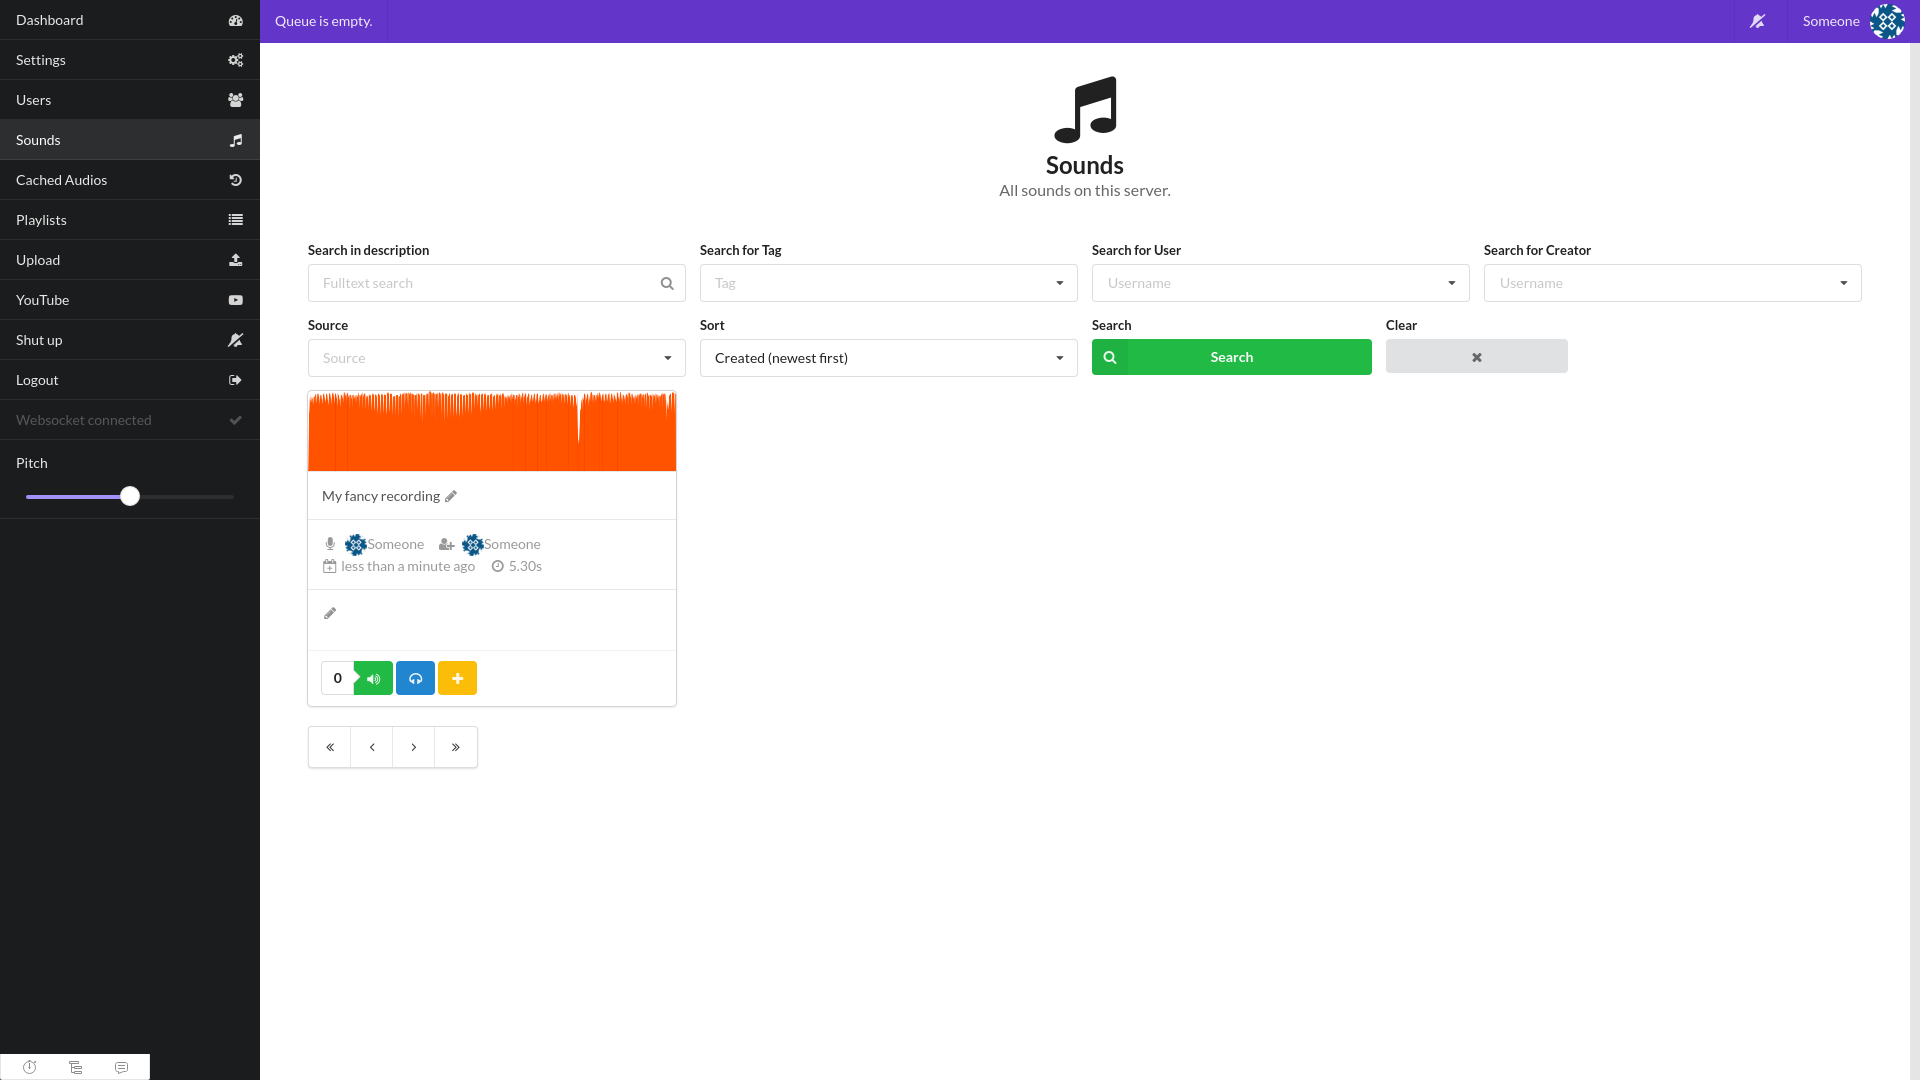 Dashboard
Settings
Users
Sounds
Cached Audios
Playlists
Upload
YouTube
Shut up
Logout
Websocket connected
Pitch
Queue is empty.
Someone
Sounds
All sounds on this server.
Search in description
Search for Tag
Search for User
Search for Creator
Fulltext search
Tag
Username
Username
Source
Sort
Search
Clear
Source
Created (newest first)
Search
My fancy recording
Someone Someone
less than a minute ago 5.30s
0